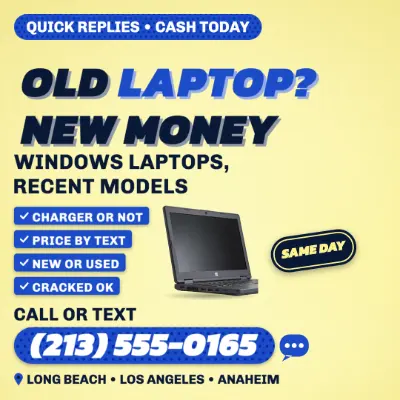 QUICK REPLIES • CASH TODAY
OLD LAPTOP?
NEW MONEY
WINDOWS LAPTOPS,
RECENT MODELS
CHARGER OR NOT
PRICE BY TEXT
NEW OR USED
CRACKED OK
SAME DAY
CALL OR TEXT
(213) 555-0165
LONG BEACH • LOS ANGELES • ANAHEIM